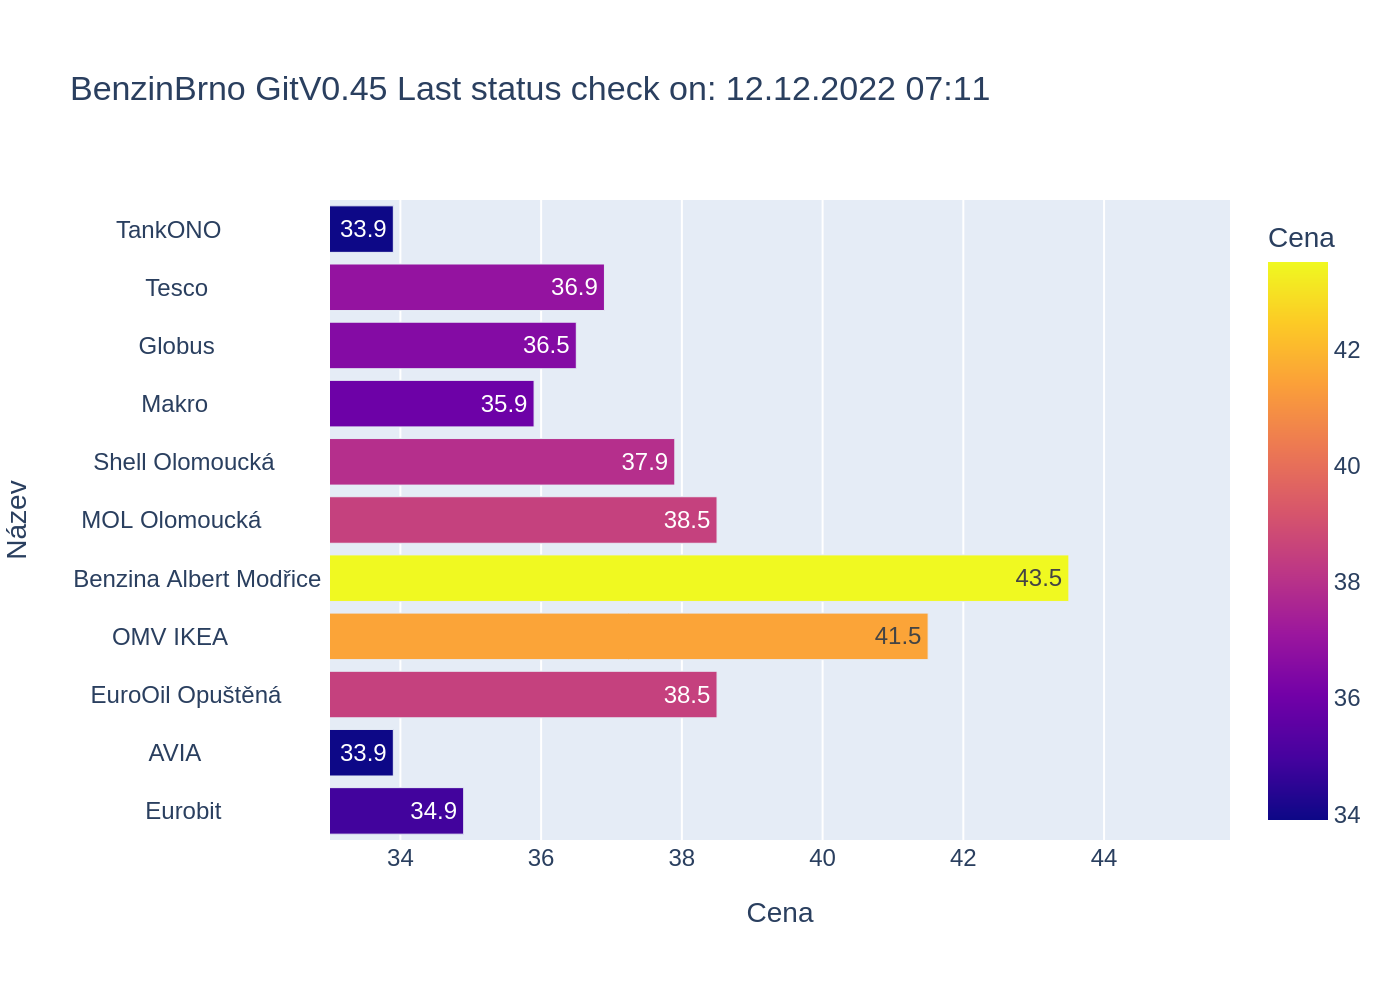 BenzinBrno GitV0.45 Last status check on: 12.12.2022 07:11
Název
TankONO 33.9
Tesco 36.9
Globus 36.5
Makro 35.9
Shell Olomoucká 37.9
MOL Olomoucká 38.5
Benzina Albert Modřice 43.5
OMV IKEA 41.5
EuroOil Opuštěná 38.5
AVIA 33.9
Eurobit 34.9
34 36 38 40 42 44
Cena
Cena
42
40
38
36
34